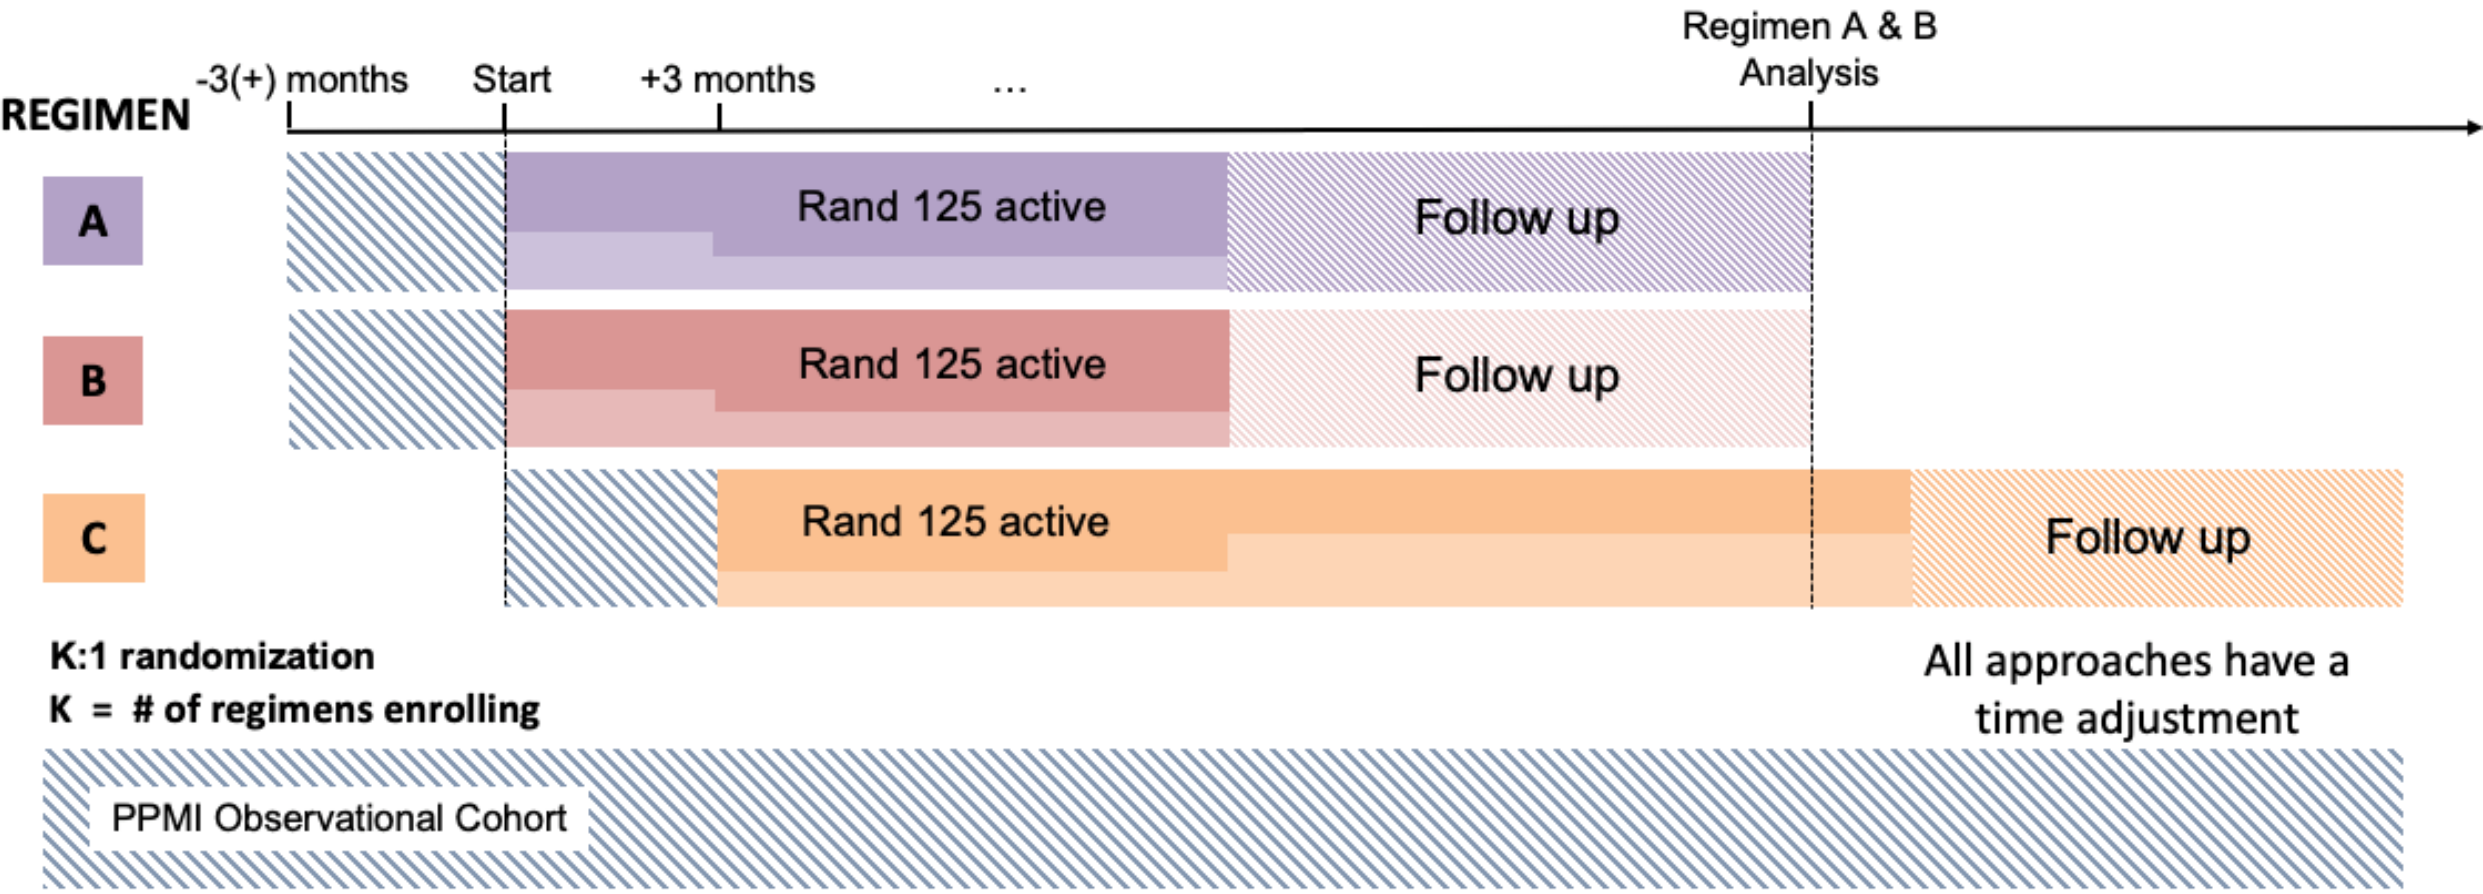 Regimen A & B
Analysis
-3(+) months Start +3 months ...
REGIMEN
A Rand 125 active Follow up
B Rand 125 active Follow up
C Rand 125 active Follow up
K:1 randomization
K = # of regimens enrolling
All approaches have a
time adjustment
PPMI Observational Cohort